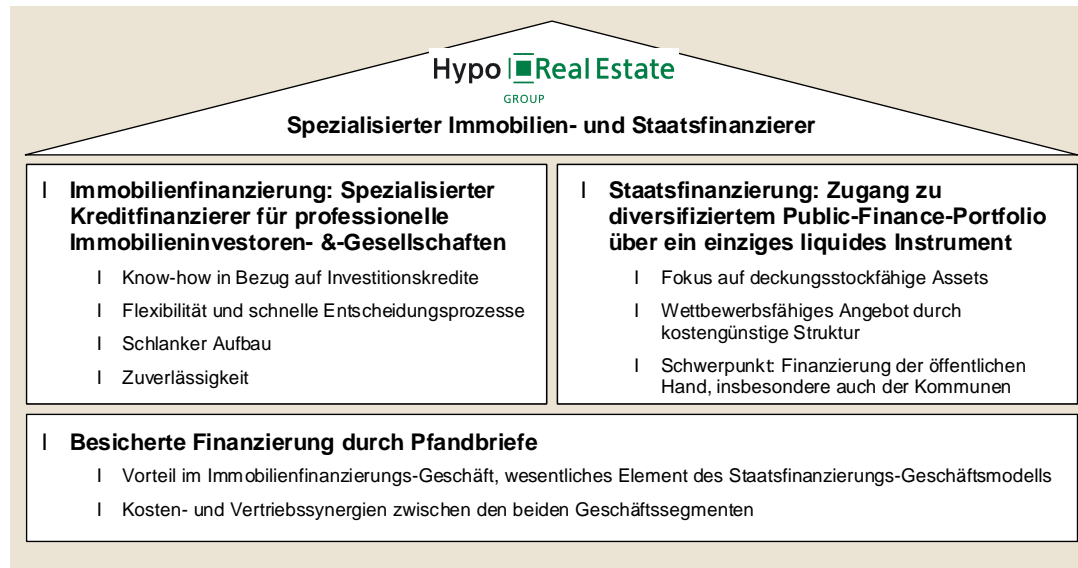 Hypo Real Estate
GROUP
Spezialisierter Immobilien- und Staatsfinanzierer
l Immobilienfinanzierung: Spezialisierter
Kreditfinanzierer für professionelle
Immobilieninvestoren- &-Gesellschaften
l Know-how in Bezug auf Investitionskredite
l Flexibilität und schnelle Entscheidungsprozesse
l Schlanker Aufbau
l Zuverlässigkeit
l Staatsfinanzierung: Zugang zu
diversifiziertem Public-Finance-Portfolio
über ein einziges liquides Instrument
l Fokus auf deckungsstockfähige Assets
l Wettbewerbsfähiges Angebot durch
kostengünstige Struktur
l Schwerpunkt: Finanzierung der öffentlichen
Hand, insbesondere auch der Kommunen
l Besicherte Finanzierung durch Pfandbriefe
l Vorteil im Immobilienfinanzierungs-Geschäft, wesentliches Element des Staatsfinanzierungs-Geschäftsmodells
l Kosten- und Vertriebssynergien zwischen den beiden Geschäftssegmenten